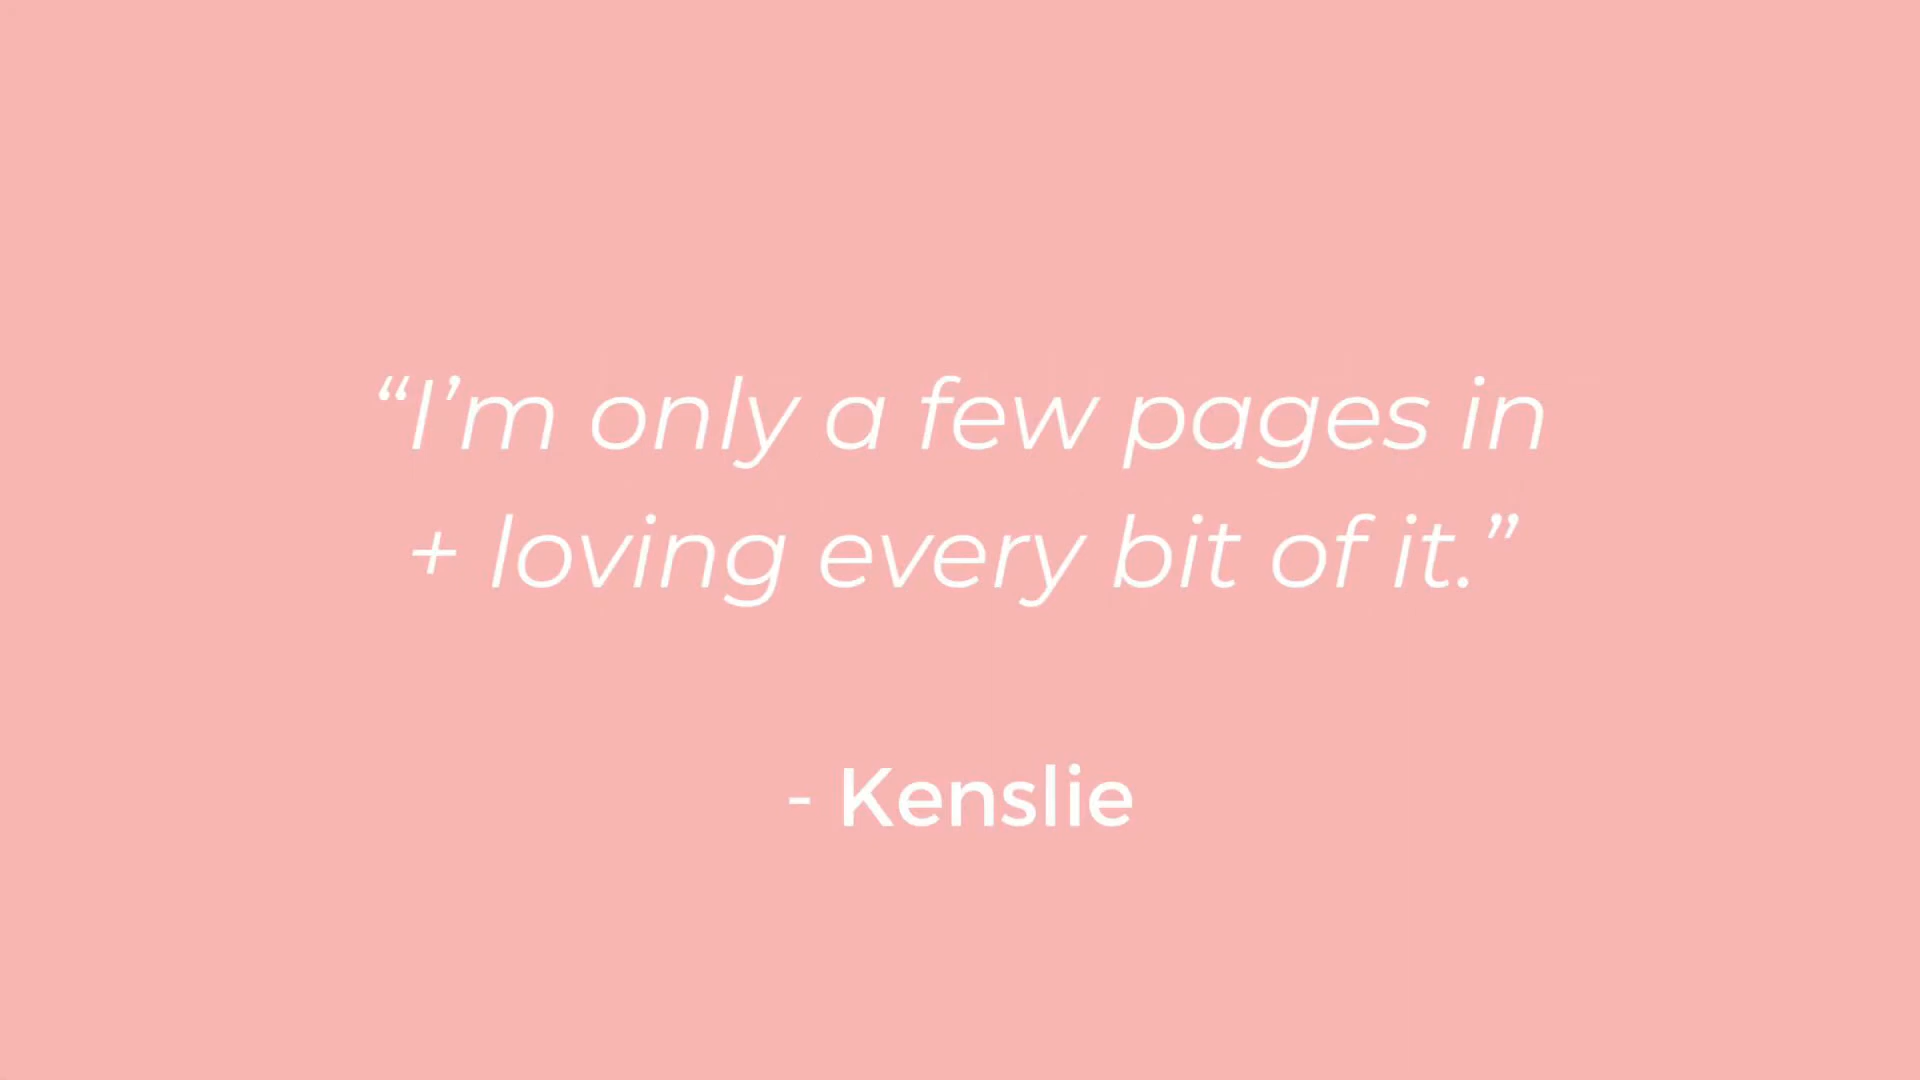 “I’m only a few pages in
+ loving every bit of it.”
- Kenslie